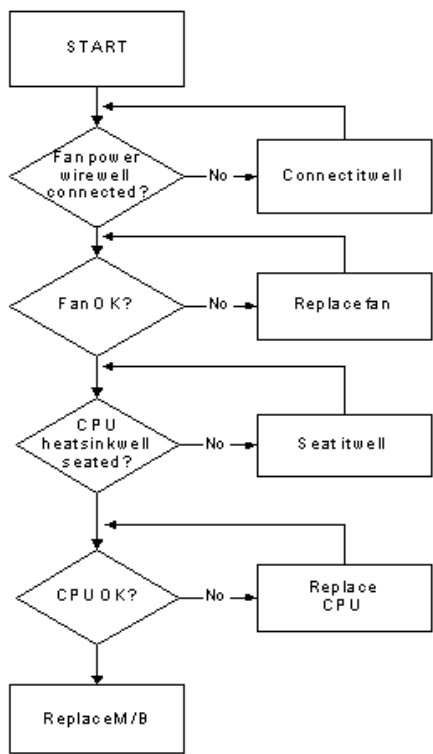 START
Fan power
wire well
connected?
No
Connect it well
Fan OK?
No
Replace fan
CPU
heatsink well
seated?
No
Seat it well
CPU OK?
No
Replace
CPU
Replace M/B